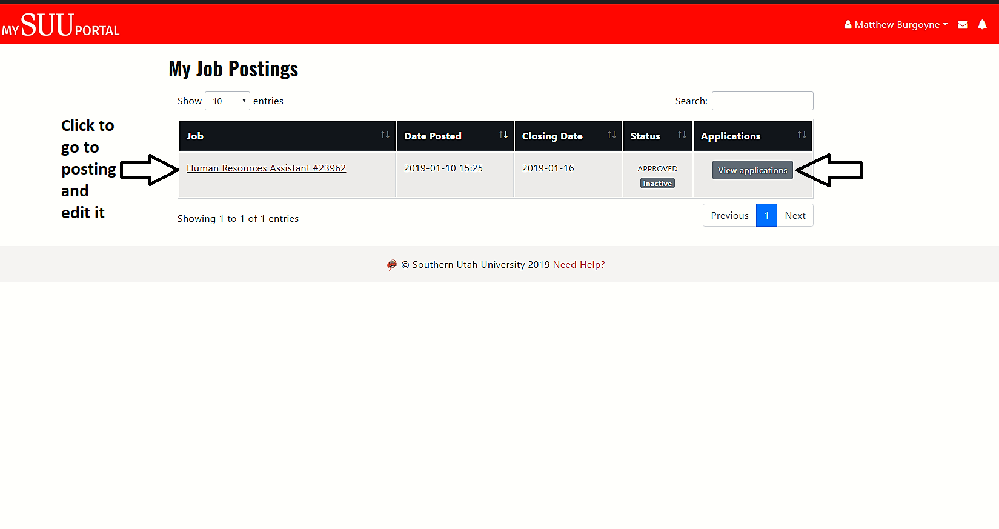 MY SUU PORTAL
Matthew Burgoyne
My Job Postings
Show 10 entries
Search:
Click to
go to
posting
and
edit it
Job Date Posted Closing Date Status Applications
Human Resources Assistant #23962 2019-01-10 15:25 2019-01-16 APPROVED View applications
inactive
Showing 1 to 1 of 1 entries
Previous 1 Next
© Southern Utah University 2019 Need Help?